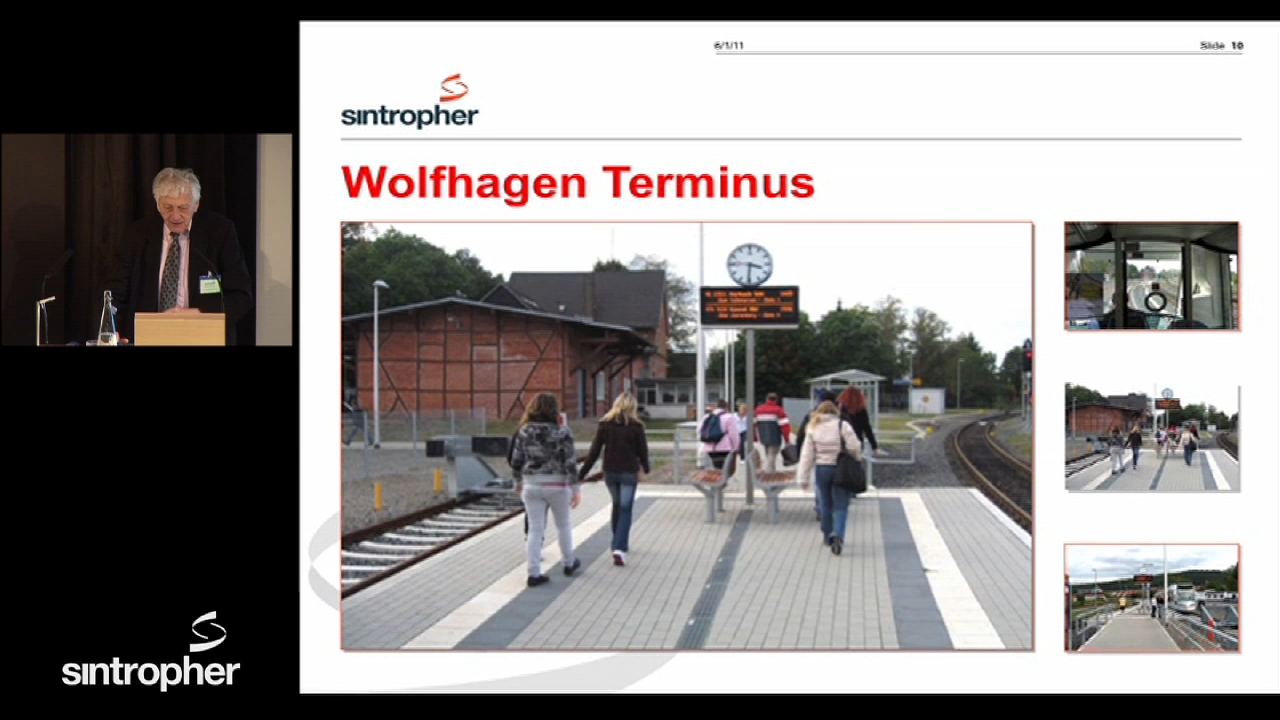 6/1/11
Slide 10
sintropher
Wolfhagen Terminus
sintropher